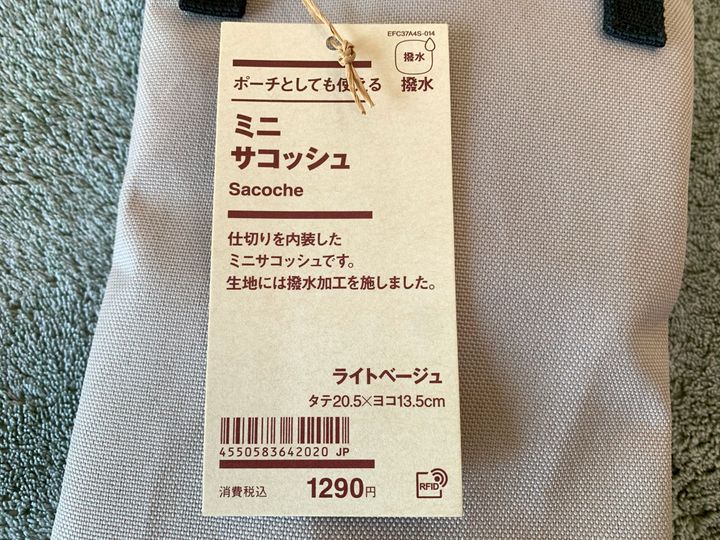 EFC37A4S-014
撥水
ポーチとしても使える 撥水
ミニ
サコッシュ
Sacoche
仕切りを内装した
ミニサコッシュです。
生地には撥水加工を施しました。
ライトベージュ
タテ20.5×ヨコ13.5cm
4550583642020 JP
消費税込 1290円
RFID